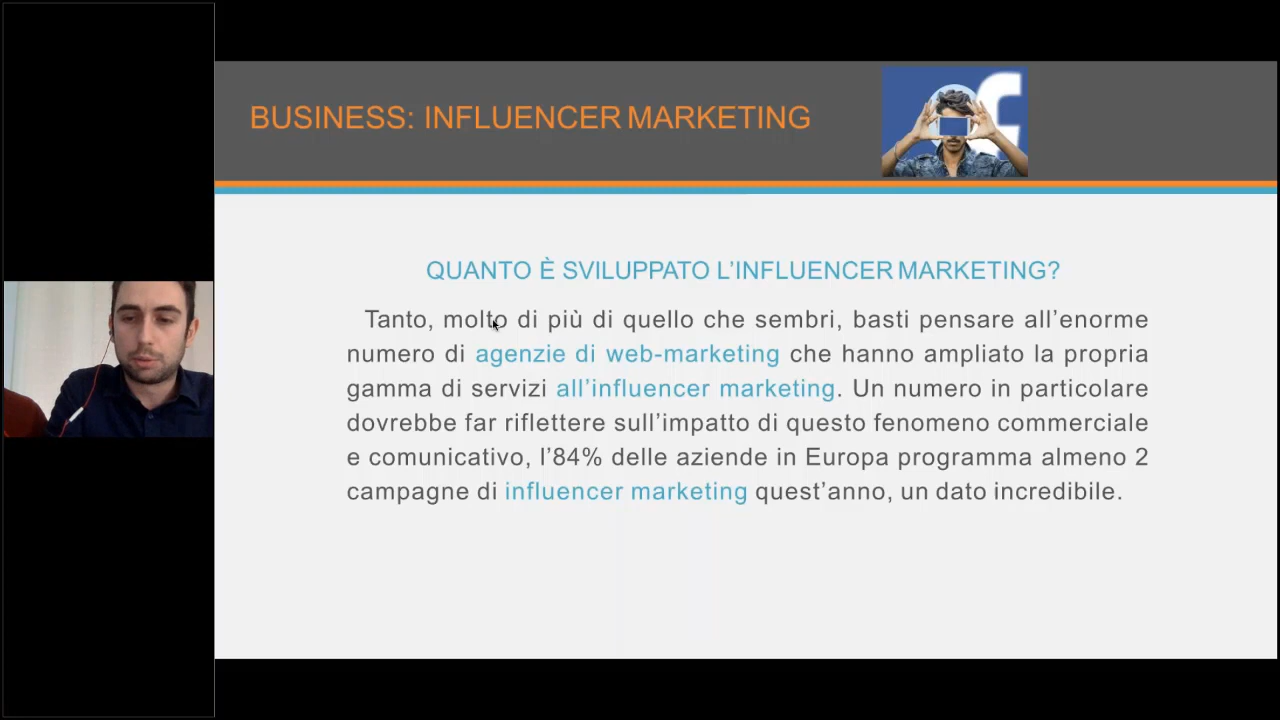 BUSINESS: INFLUENCER MARKETING
QUANTO È SVILUPPATO L’INFLUENCER MARKETING?
Tanto, molto di più di quello che sembri, basti pensare all’enorme
numero di agenzie di web-marketing che hanno ampliato la propria
gamma di servizi all’influencer marketing. Un numero in particolare
dovrebbe far riflettere sull’impatto di questo fenomeno commerciale
e comunicativo, l’84% delle aziende in Europa programma almeno 2
campagne di influencer marketing quest’anno, un dato incredibile.